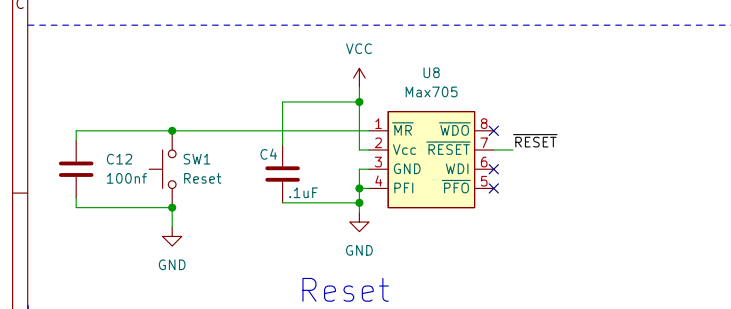 C
VCC
U8
Max705
1 MR
2 Vcc
3 GND
4 PFI
WDO 8
RESET 7
WDI 6
PFO 5
RESET
C12
100nf
SW1
Reset
C4
.1uF
GND
GND
Reset